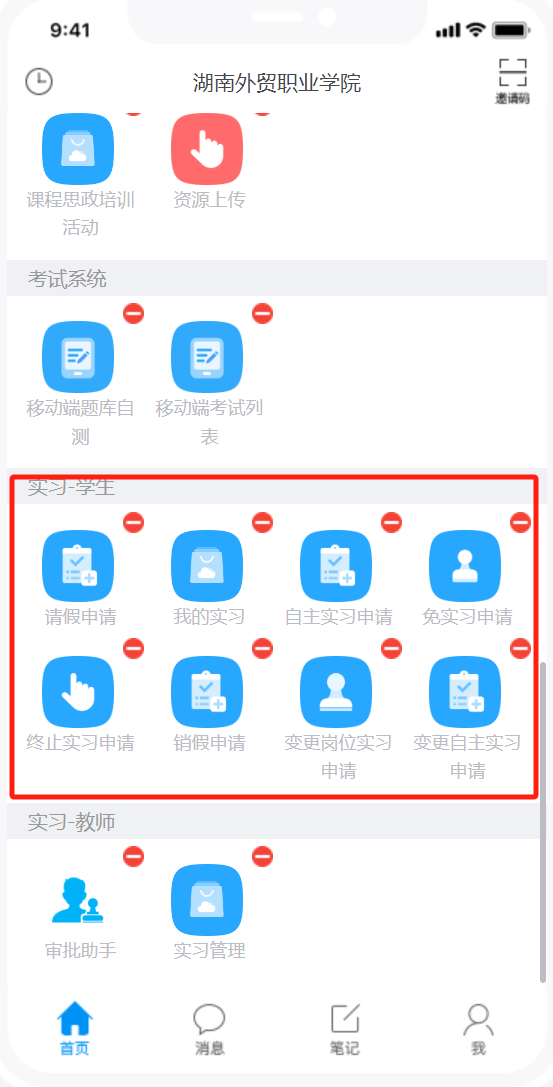 9:41
湖南外贸职业学院
邀请码
课程思政培训
活动
资源上传
考试系统
移动端题库自
测
移动端考试列
表
实习-学生
请假申请
我的实习
自主实习申请
免实习申请
终止实习申请
销假申请
变更岗位实习
申请
变更自主实习
申请
实习-教师
审批助手
实习管理
首页
消息
笔记
我